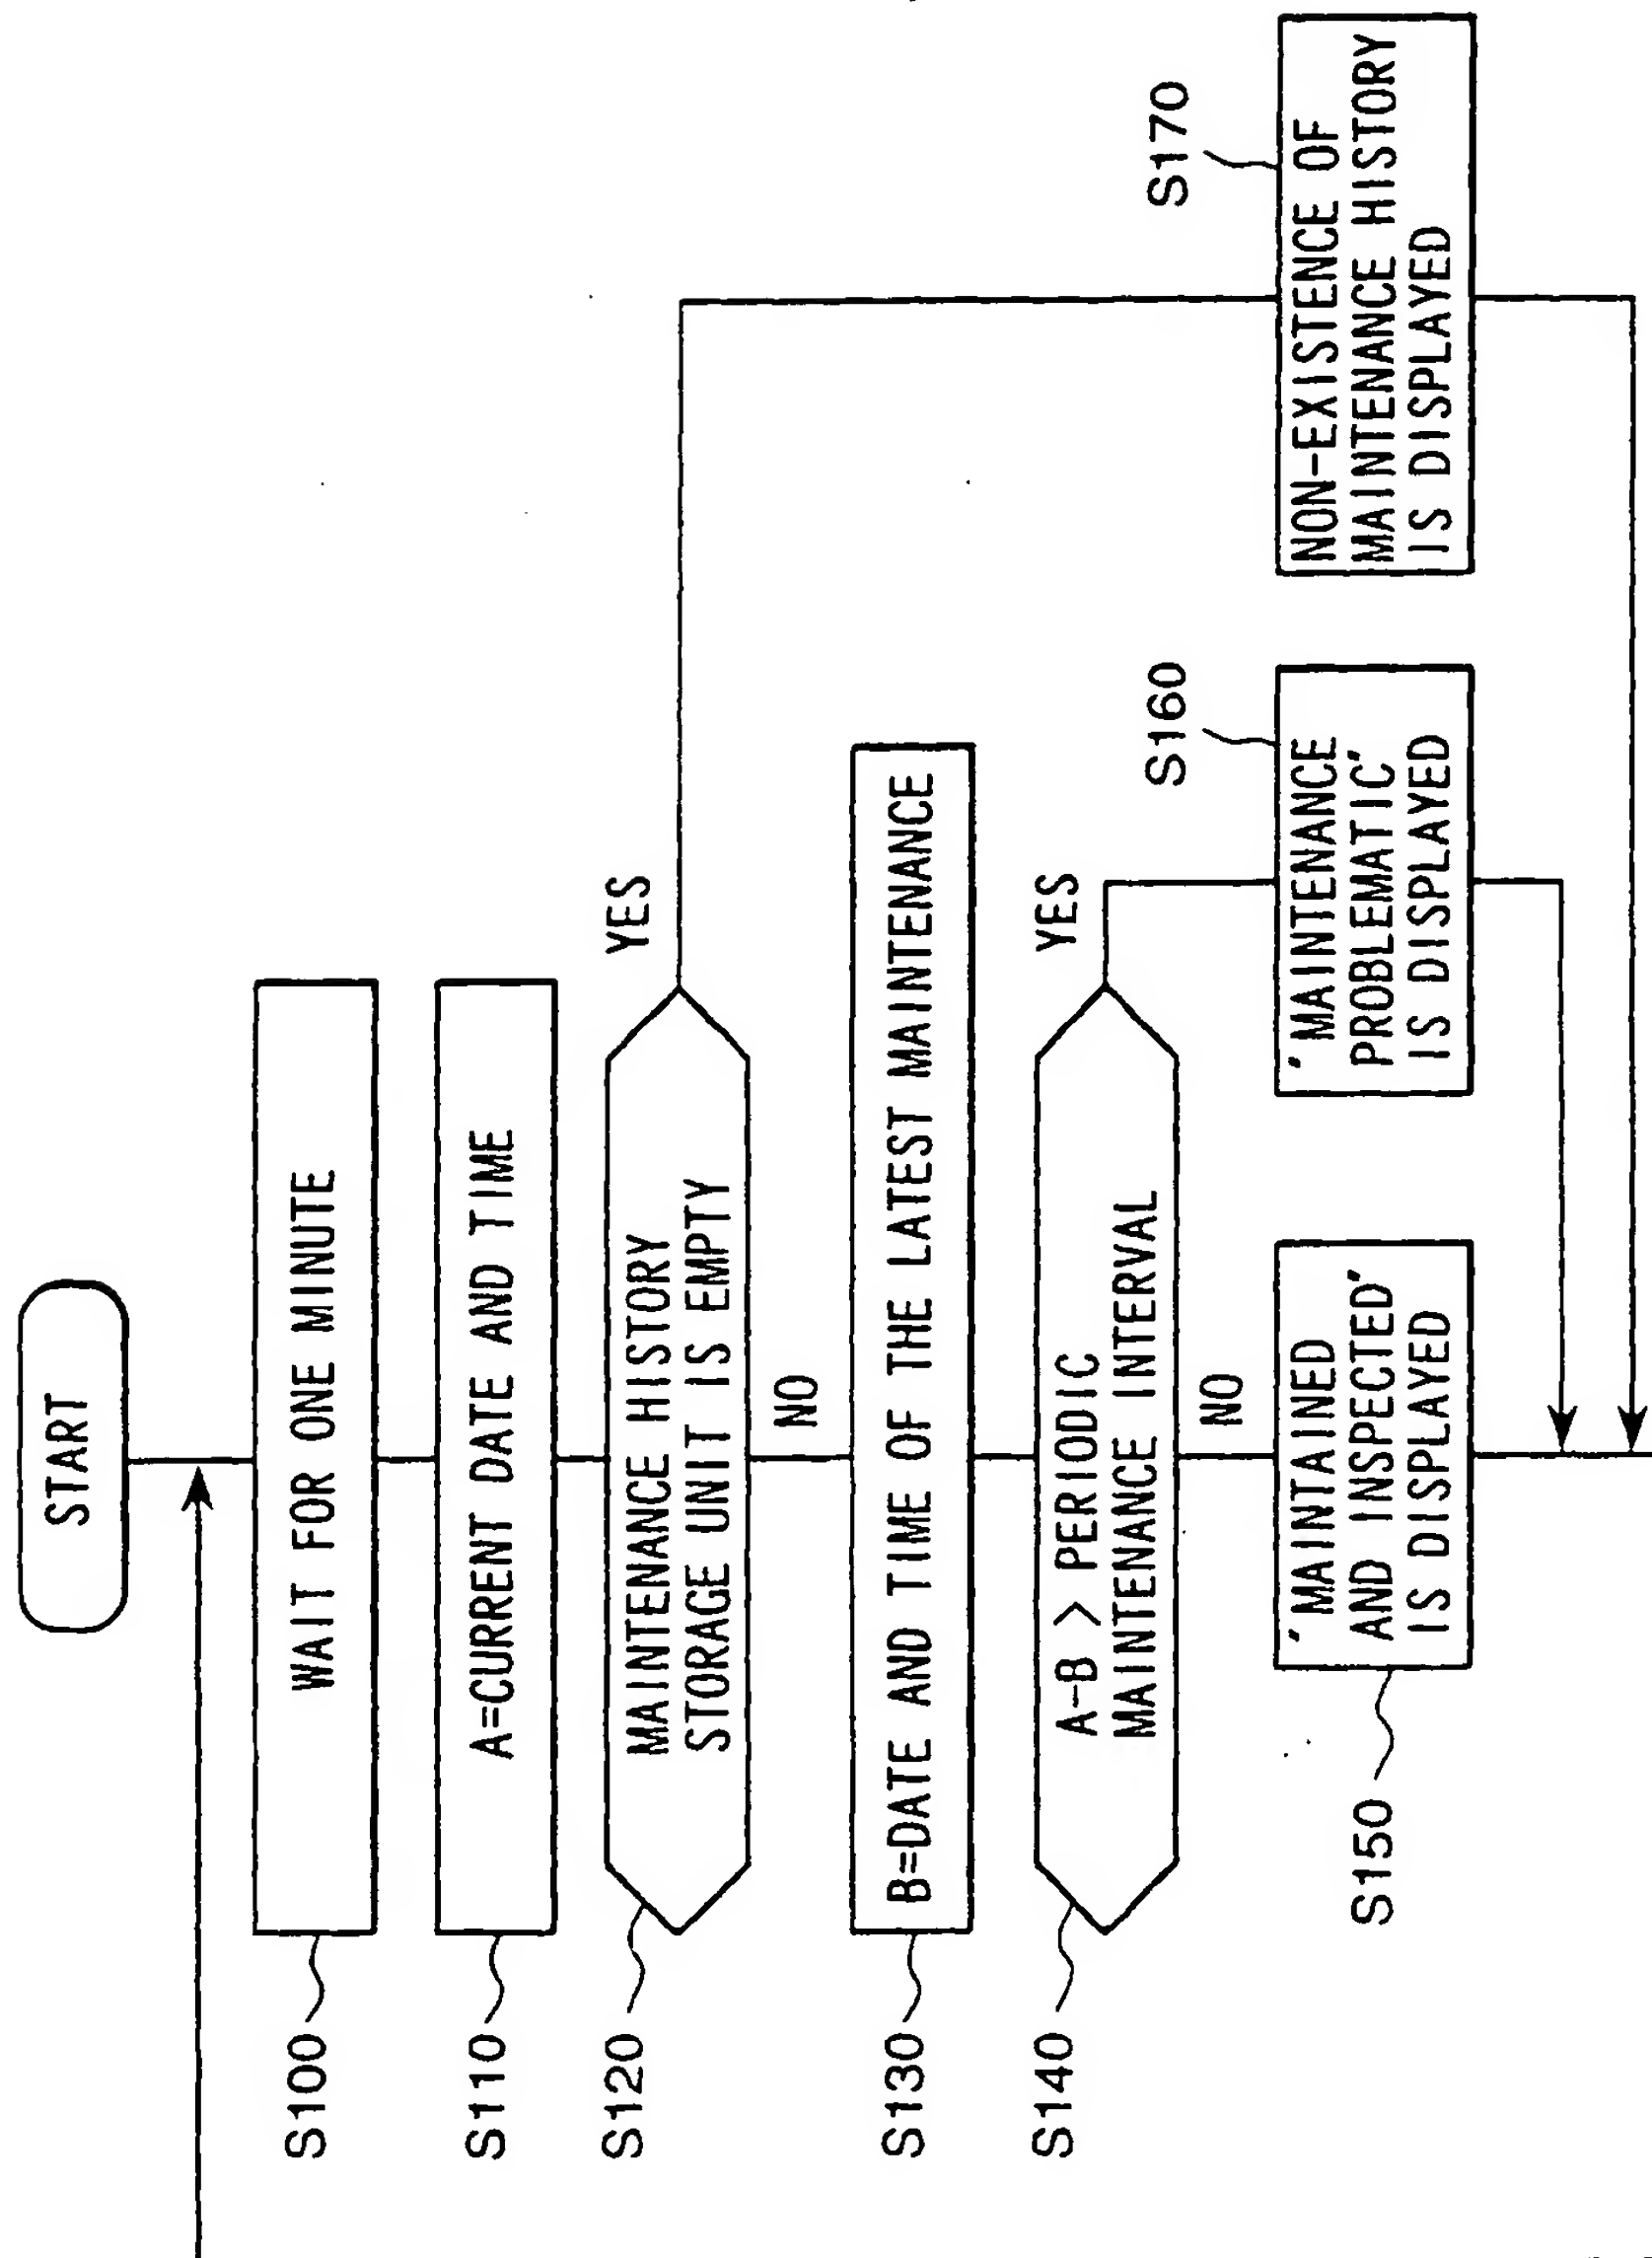 START
S100
WAIT FOR ONE MINUTE
S110
A=CURRENT DATE AND TIME
S120
MAINTENANCE HISTORY
STORAGE UNIT IS EMPTY
YES
NO
S130
B=DATE AND TIME OF THE LATEST MAINTENANCE
S140
A-B > PERIODIC
MAINTENANCE INTERVAL
YES
NO
S150
'MAINTAINED
AND INSPECTED'
IS DISPLAYED
S160
'MAINTENANCE
PROBLEMATIC'
IS DISPLAYED
S170
NON-EXISTENCE OF
MAINTENANCE HISTORY
IS DISPLAYED